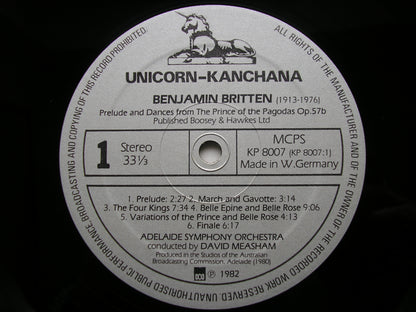 ALL RIGHTS OF THE MANUFACTURER AND OF THE OWNER OF THE RECORDED WORK RESERVED. UNAUTHORISED PUBLIC PERFORMANCE, BROADCASTING AND COPYING OF THIS RECORD PROHIBITED.
UNICORN-KANCHANA
BENJAMIN BRITTEN (1913-1976)
Prelude and Dances from The Prince of the Pagodas Op.57b
Published Boosey & Hawkes Ltd
1 Stereo
33⅓
MCPS
KP 8007 (KP 8007:1)
Made in W.Germany
1. Prelude: 2:27 2. March and Gavotte: 3:14
3. The Four Kings 7:34 4. Belle Epine and Belle Rose 9:06
5. Variations of the Prince and Belle Rose 4:13
6. Finale 6:17
ADELAIDE SYMPHONY ORCHESTRA
conducted by DAVID MEASHAM
Produced in the Studios of the Australian
Broadcasting Commission. Adelaide (1980)
℗ 1982